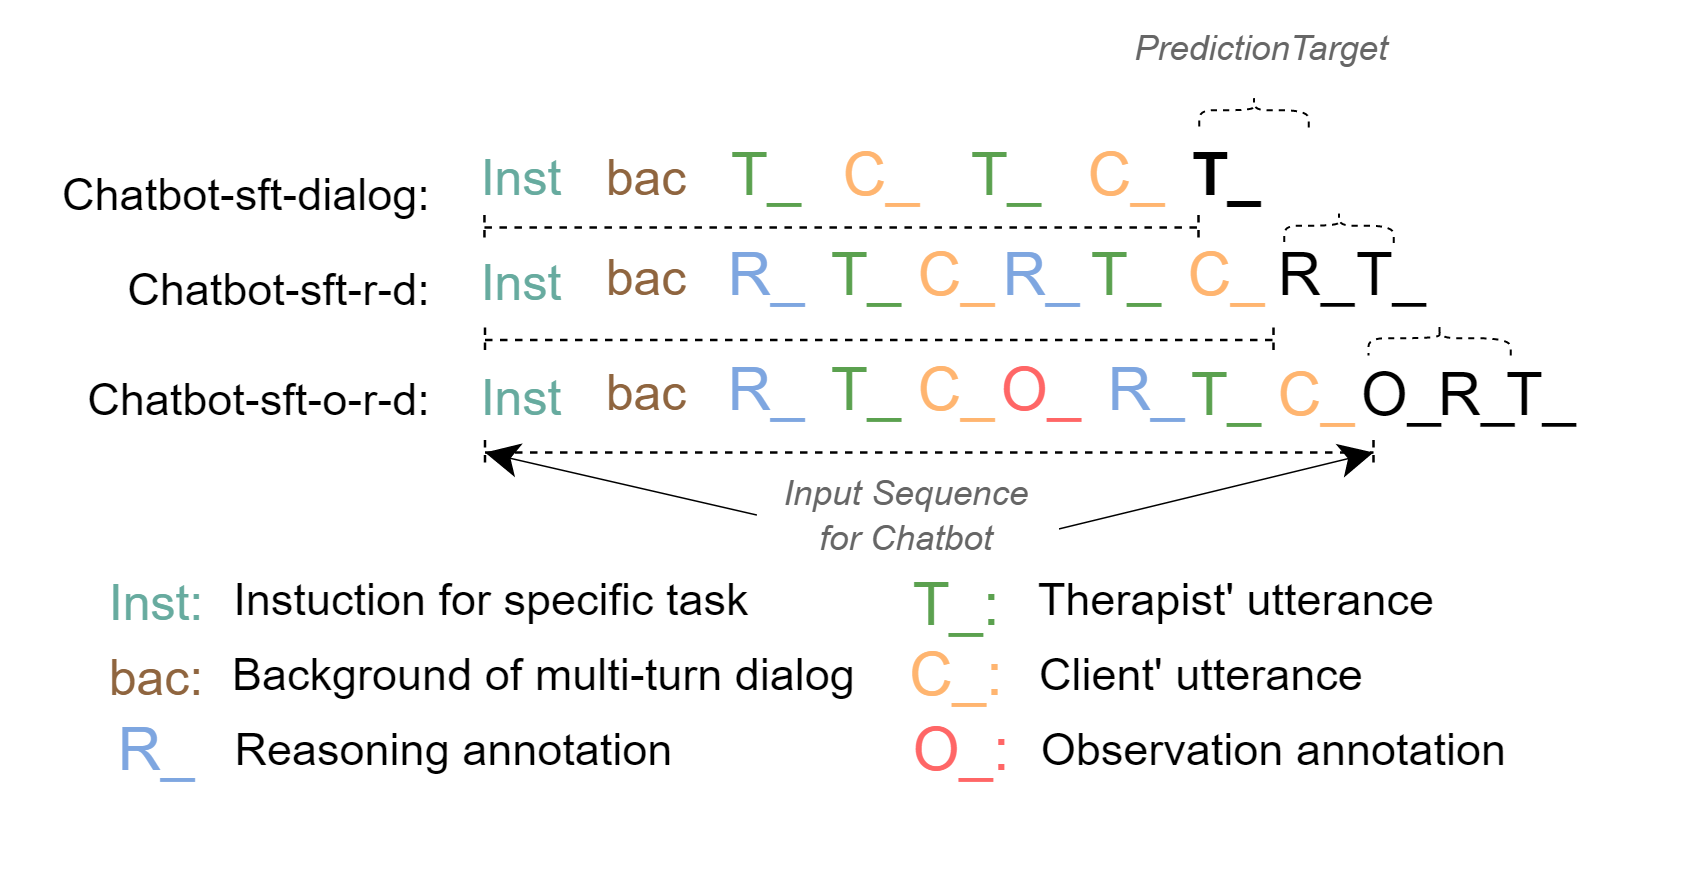 PredictionTarget
Chatbot-sft-dialog: Inst bac T_ C_ T_ C_ T_
Chatbot-sft-r-d: Inst bac R_ T_ C_ R_ T_ C_ R_T_
Chatbot-sft-o-r-d: Inst bac R_ T_ C_ O_ R_ T_ C_ O_R_T_
Input Sequence
for Chatbot
Inst: Instuction for specific task T_: Therapist' utterance
bac: Background of multi-turn dialog C_: Client' utterance
R_ Reasoning annotation O_: Observation annotation